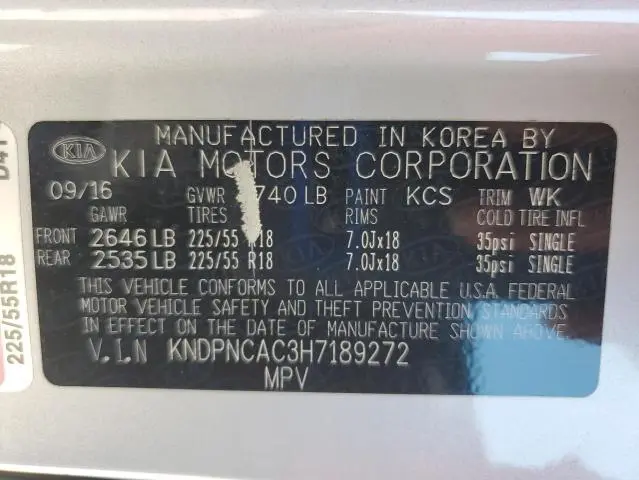 MANUFACTURED IN KOREA BY
KIA KIA MOTORS CORPORATION
09/16 GVWR 740 LB PAINT KCS TRIM WK
GAWR TIRES RIMS COLD TIRE INFL
FRONT 2646 LB 225/55 R18 7.0Jx18 35psi SINGLE
REAR 2535 LB 225/55 R18 7.0Jx18 35psi SINGLE
THIS VEHICLE CONFORMS TO ALL APPLICABLE U.S.A. FEDERAL
MOTOR VEHICLE SAFETY AND THEFT PREVENTION STANDARDS
IN EFFECT ON THE DATE OF MANUFACTURE SHOWN ABOVE.
V.I.N KNDPNCAC3H7189272
MPV
225/55R18